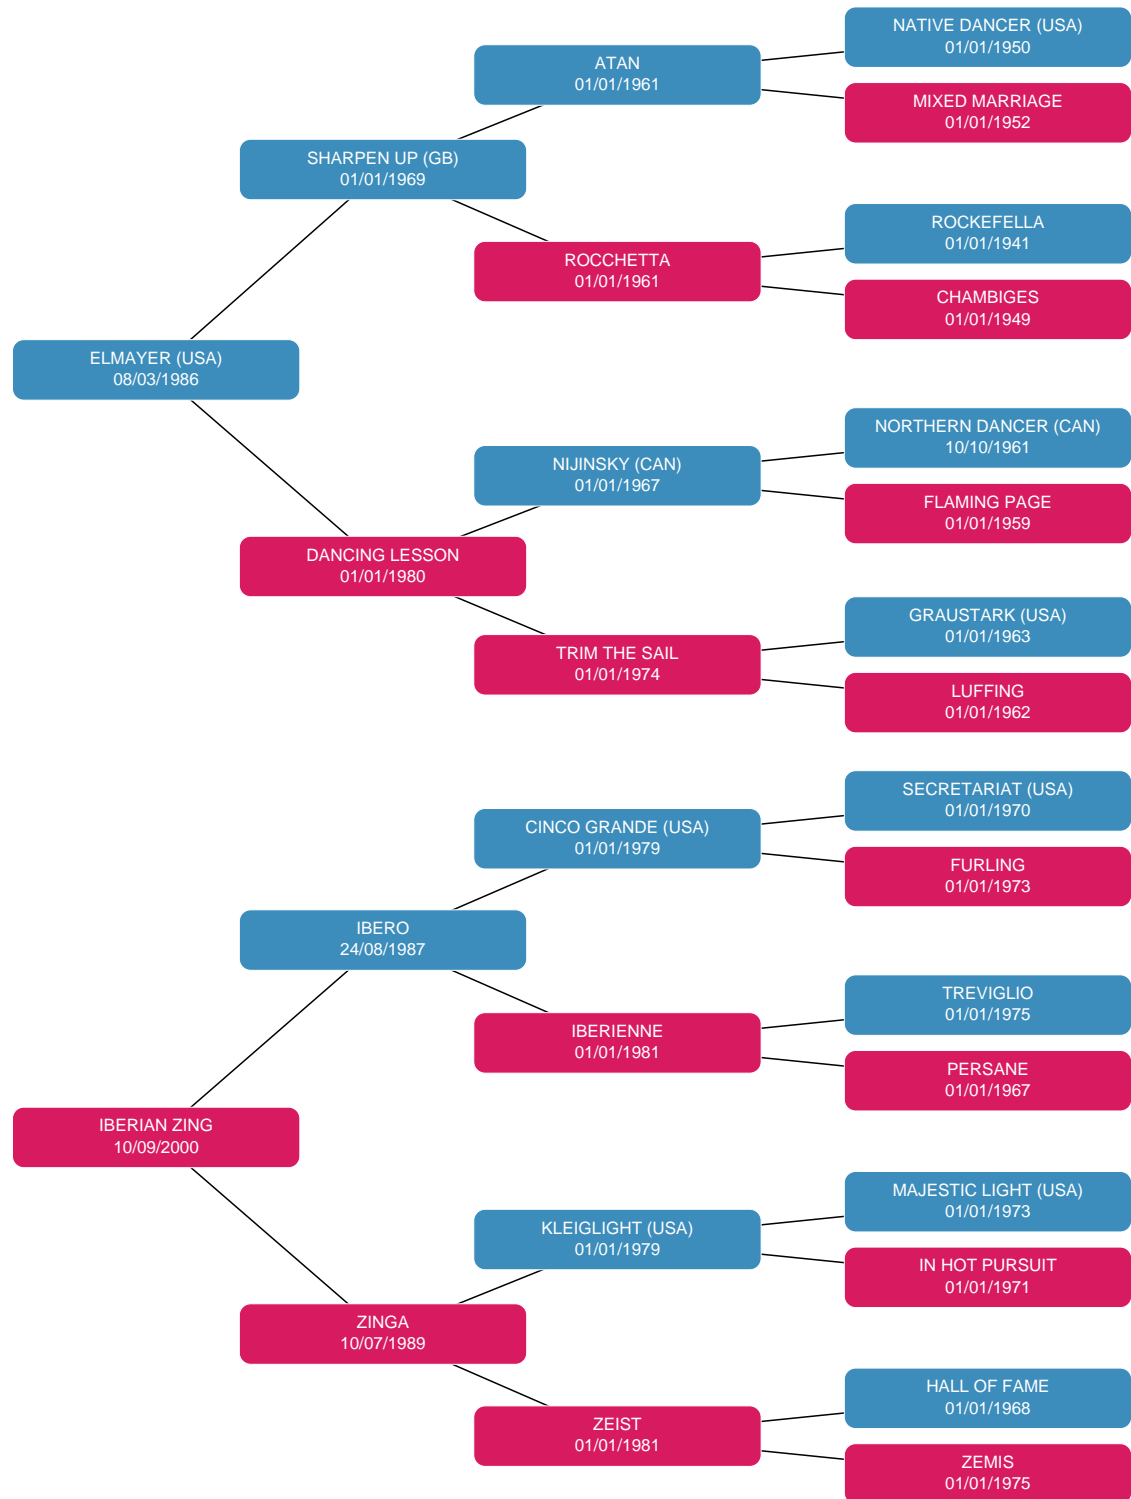 NATIVE DANCER (USA)
01/01/1950
ATAN
01/01/1961
MIXED MARRIAGE
01/01/1952
SHARPEN UP (GB)
01/01/1969
ROCKEFELLA
01/01/1941
ROCCHETTA
01/01/1961
CHAMBIGES
01/01/1949
ELMAYER (USA)
08/03/1986
NORTHERN DANCER (CAN)
10/10/1961
NIJINSKY (CAN)
01/01/1967
FLAMING PAGE
01/01/1959
DANCING LESSON
01/01/1980
GRAUSTARK (USA)
01/01/1963
TRIM THE SAIL
01/01/1974
LUFFING
01/01/1962
SECRETARIAT (USA)
01/01/1970
CINCO GRANDE (USA)
01/01/1979
FURLING
01/01/1973
IBERO
24/08/1987
TREVIGLIO
01/01/1975
IBERIENNE
01/01/1981
PERSANE
01/01/1967
IBERIAN ZING
10/09/2000
MAJESTIC LIGHT (USA)
01/01/1973
KLEIGLIGHT (USA)
01/01/1979
IN HOT PURSUIT
01/01/1971
ZINGA
10/07/1989
HALL OF FAME
01/01/1968
ZEIST
01/01/1981
ZEMIS
01/01/1975